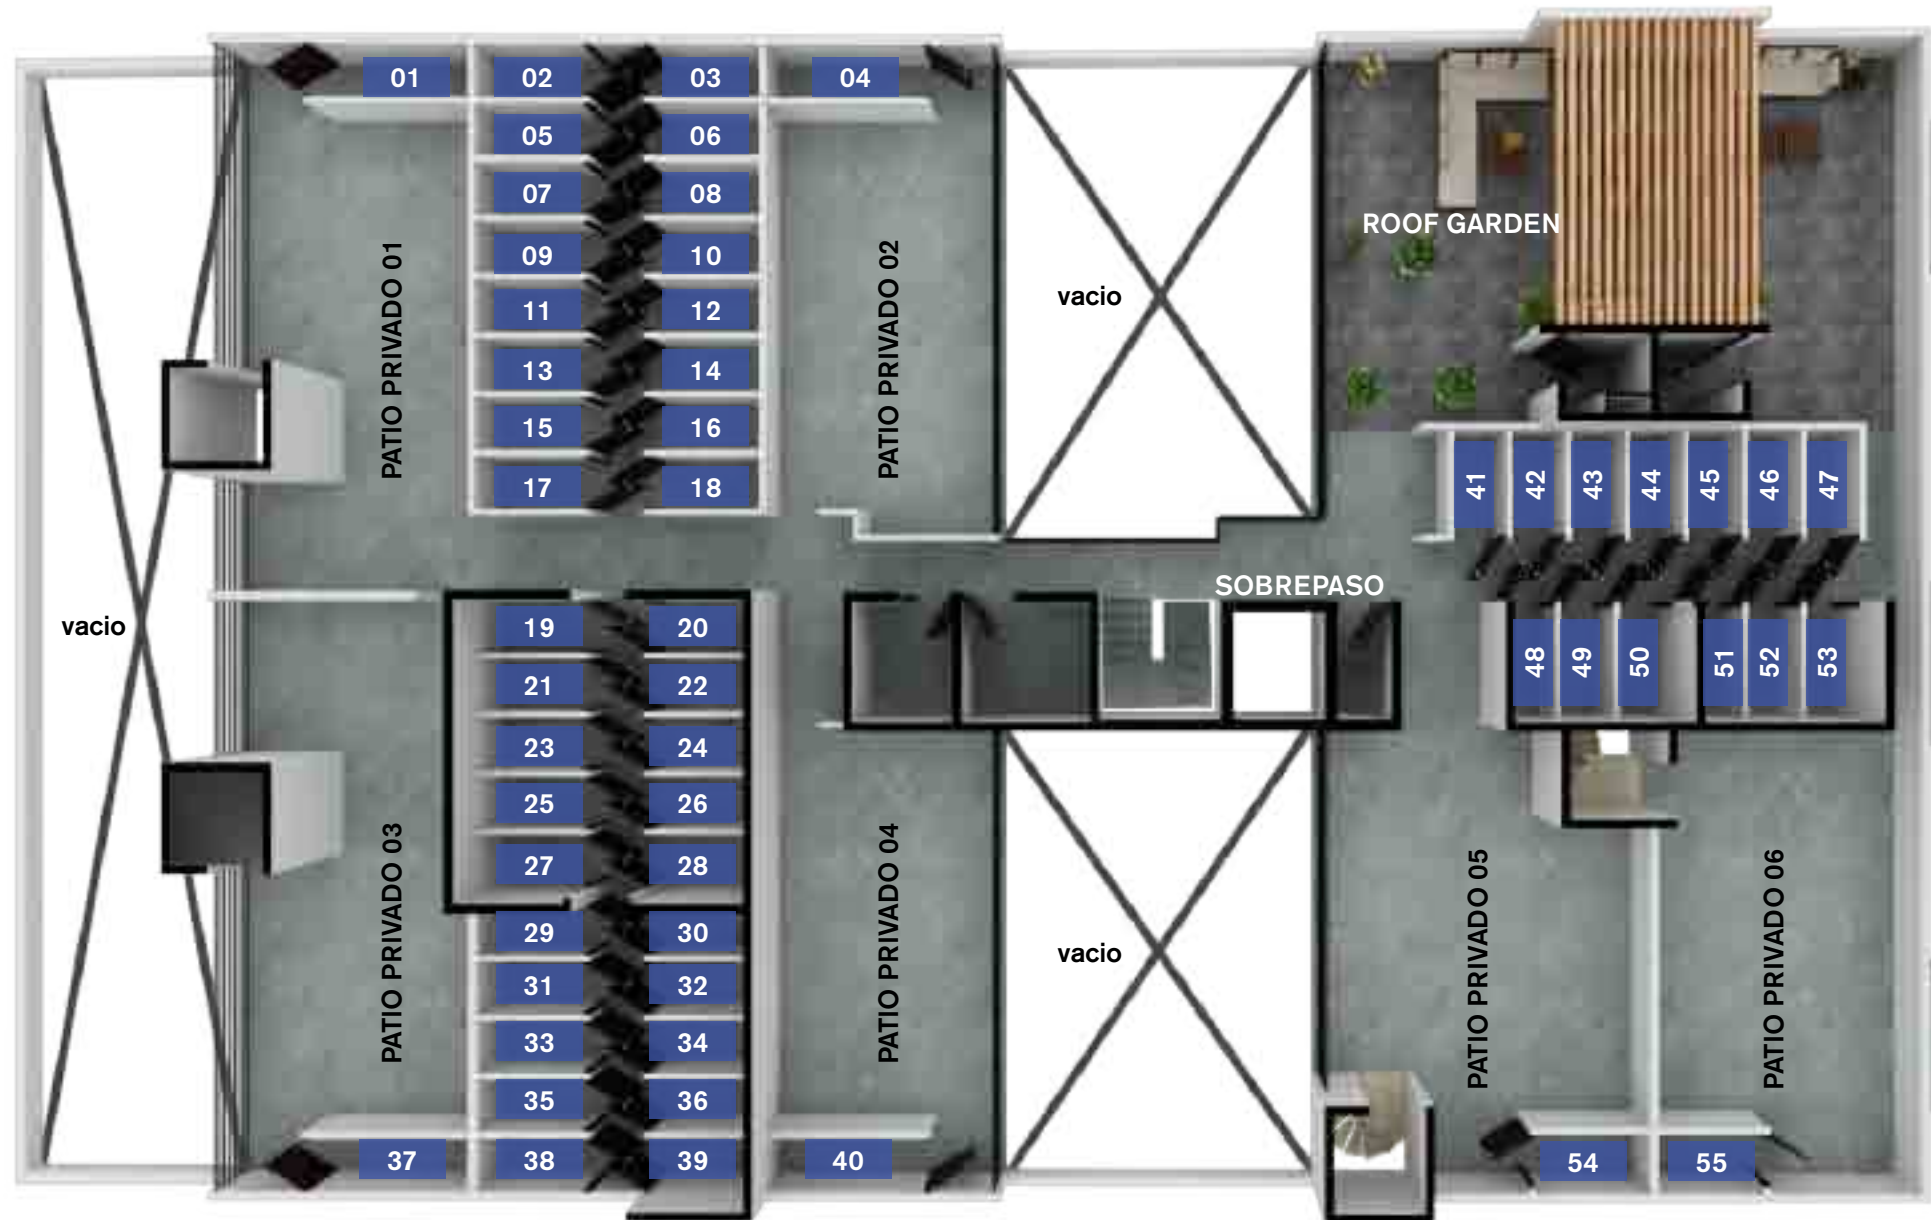 01 02 03 04
05 06
07 08
09 10
11 12
13 14
15 16
17 18
PATIO PRIVADO 01
PATIO PRIVADO 02
vacio
ROOF GARDEN
41 42 43 44 45 46 47
SOBREPASO
vacio
19 20
21 22
23 24
25 26
27 28
29 30
31 32
33 34
35 36
37 38 39 40
PATIO PRIVADO 03
PATIO PRIVADO 04
vacio
48 49 50 51 52 53
PATIO PRIVADO 05
PATIO PRIVADO 06
54 55